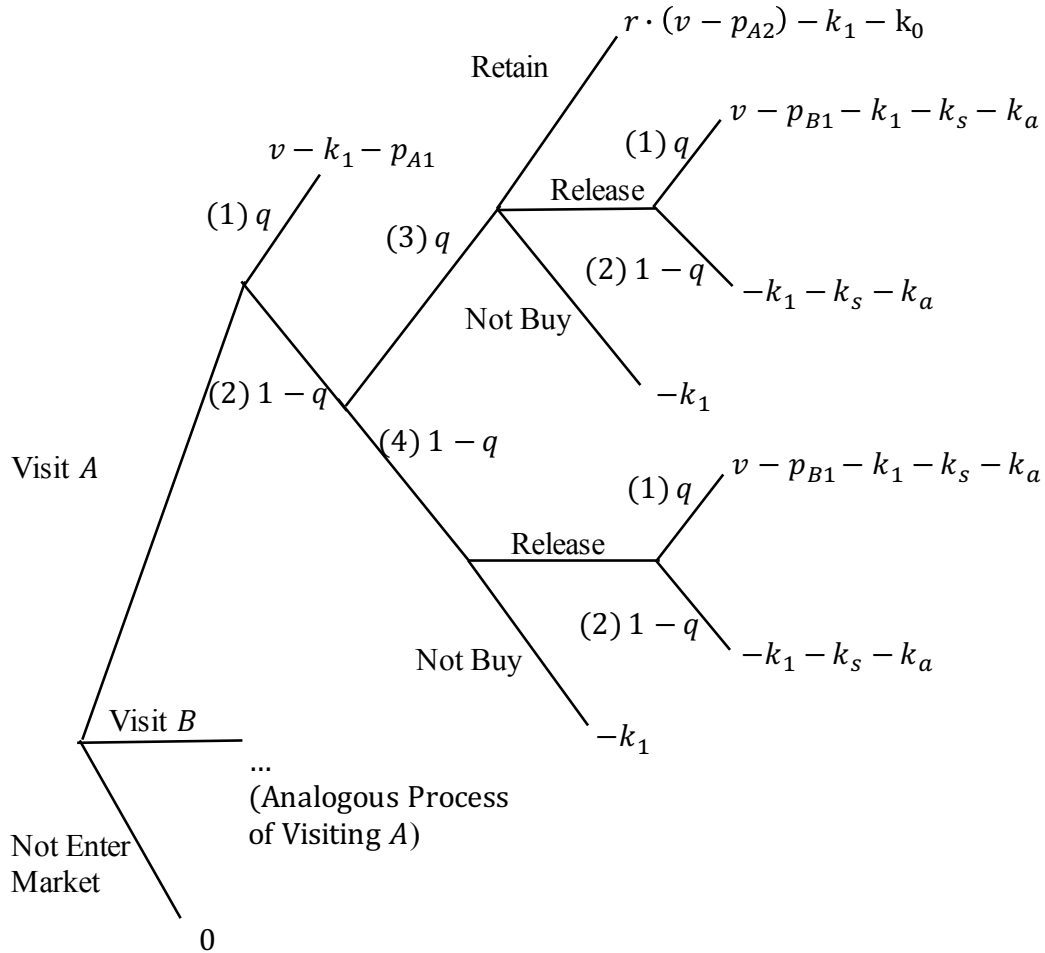 r · (v − p_{A2}) − k_1 − k_0
Retain
v − p_{B1} − k_1 − k_s − k_a
(1) q
v − k_1 − p_{A1}
Release
(1) q
(3) q
(2) 1 − q
−k_1 − k_s − k_a
Not Buy
(2) 1 − q
−k_1
(4) 1 − q
Visit A
v − p_{B1} − k_1 − k_s − k_a
(1) q
Release
(2) 1 − q
−k_1 − k_s − k_a
Not Buy
Visit B
−k_1
...
(Analogous Process
of Visiting A)
Not Enter
Market
0